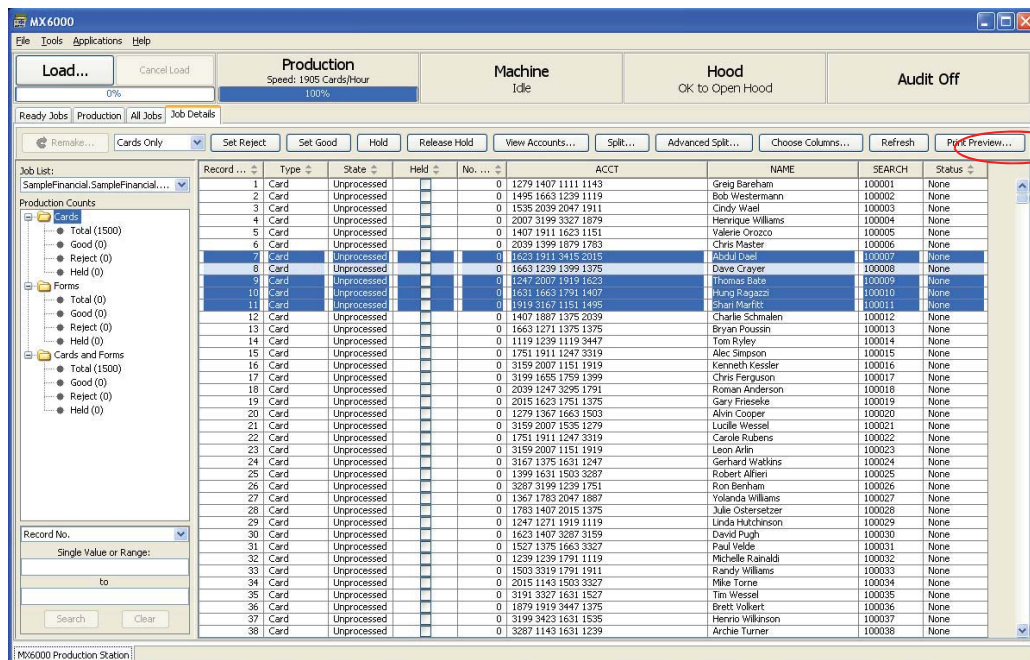 MX6000
File Tools Applications Help
Load... Cancel Load
0%
Production
Speed: 1905 Cards/Hour
100%
Machine
Idle
Hood
OK to Open Hood
Audit Off
Ready Jobs Production All Jobs Job Details
Remake... Cards Only Set Reject Set Good Hold Release Hold View Accounts... Split... Advanced Split... Choose Columns... Refresh Print Preview...
Job List:
SampleFinancial.SampleFinancial....
Production Counts
Cards
Total (1500)
Good (0)
Reject (0)
Held (0)
Forms
Total (0)
Good (0)
Reject (0)
Held (0)
Cards and Forms
Total (1500)
Good (0)
Reject (0)
Held (0)
Record No.
Single Value or Range:
to
Search Clear
Record ... Type State Held No. ... ACCT NAME SEARCH Status
1 Card Unprocessed 0 1279 1407 1111 1143 Greig Bareham 100001 None
2 Card Unprocessed 0 1495 1663 1239 1119 Bob Westermann 100002 None
3 Card Unprocessed 0 1535 2039 2047 1911 Cindy Wael 100003 None
4 Card Unprocessed 0 2007 3199 3327 1879 Henrique Williams 100004 None
5 Card Unprocessed 0 1407 1911 1623 1151 Valerie Orozco 100005 None
6 Card Unprocessed 0 2039 1399 1879 1783 Chris Master 100006 None
7 Card Unprocessed 0 1623 1911 3415 2015 Abdul Dael 100007 None
8 Card Unprocessed 0 1663 1239 1399 1375 Dave Crayer 100008 None
9 Card Unprocessed 0 1247 2007 1919 1623 Thomas Bate 100009 None
10 Card Unprocessed 0 1631 1663 1791 1407 Hung Ragazzi 100010 None
11 Card Unprocessed 0 1919 3167 1151 1495 Shari Marfitt 100011 None
12 Card Unprocessed 0 1407 1887 1375 2039 Charlie Schmalen 100012 None
13 Card Unprocessed 0 1663 1271 1375 1375 Bryan Poussin 100013 None
14 Card Unprocessed 0 1119 1239 1119 3447 Tom Ryley 100014 None
15 Card Unprocessed 0 1751 1911 1247 3319 Alec Simpson 100015 None
16 Card Unprocessed 0 3159 2007 1151 1919 Kenneth Kessler 100016 None
17 Card Unprocessed 0 3199 1655 1759 1399 Chris Ferguson 100017 None
18 Card Unprocessed 0 2039 1247 3295 1791 Roman Anderson 100018 None
19 Card Unprocessed 0 2015 1623 1751 1375 Gary Frieseke 100019 None
20 Card Unprocessed 0 1279 1367 1663 1503 Alvin Cooper 100020 None
21 Card Unprocessed 0 3159 2007 1535 1279 Lucille Wessel 100021 None
22 Card Unprocessed 0 1751 1911 1247 3319 Carole Rubens 100022 None
23 Card Unprocessed 0 3159 2007 1151 1919 Leon Arlin 100023 None
24 Card Unprocessed 0 3167 1375 1631 1247 Gerhard Watkins 100024 None
25 Card Unprocessed 0 1399 1631 1503 3287 Robert Alfieri 100025 None
26 Card Unprocessed 0 3287 3199 1239 1751 Ron Benham 100026 None
27 Card Unprocessed 0 1367 1783 2047 1887 Yolanda Williams 100027 None
28 Card Unprocessed 0 1783 1407 2015 1375 Julie Ostersetzer 100028 None
29 Card Unprocessed 0 1247 1271 1919 1119 Linda Hutchinson 100029 None
30 Card Unprocessed 0 1623 1407 3287 3159 David Pugh 100030 None
31 Card Unprocessed 0 1527 1375 1663 3327 Paul Velde 100031 None
32 Card Unprocessed 0 1239 1239 1791 1119 Michelle Rainaldi 100032 None
33 Card Unprocessed 0 1503 3319 1791 1911 Randy Williams 100033 None
34 Card Unprocessed 0 2015 1143 1503 3327 Mike Torne 100034 None
35 Card Unprocessed 0 3191 3327 1631 1527 Tim Wessel 100035 None
36 Card Unprocessed 0 1879 1919 3447 1375 Brett Volkert 100036 None
37 Card Unprocessed 0 3199 3423 1631 1535 Henrio Wilkinson 100037 None
38 Card Unprocessed 0 3287 1143 1631 1239 Archie Turner 100038 None
MX6000 Production Station